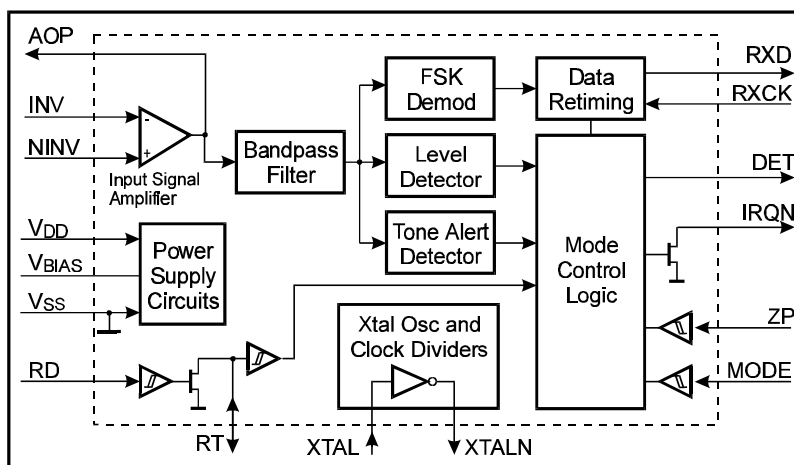 AOP
INV
NINV
-
+
Input Signal
Amplifier
Bandpass
Filter
FSK
Demod
Level
Detector
Tone Alert
Detector
Data
Retiming
Mode
Control
Logic
RXD
RXCK
DET
IRQN
ZP
MODE
VDD
VBIAS
VSS
Power
Supply
Circuits
RD
RT
Xtal Osc and
Clock Dividers
XTAL
XTALN